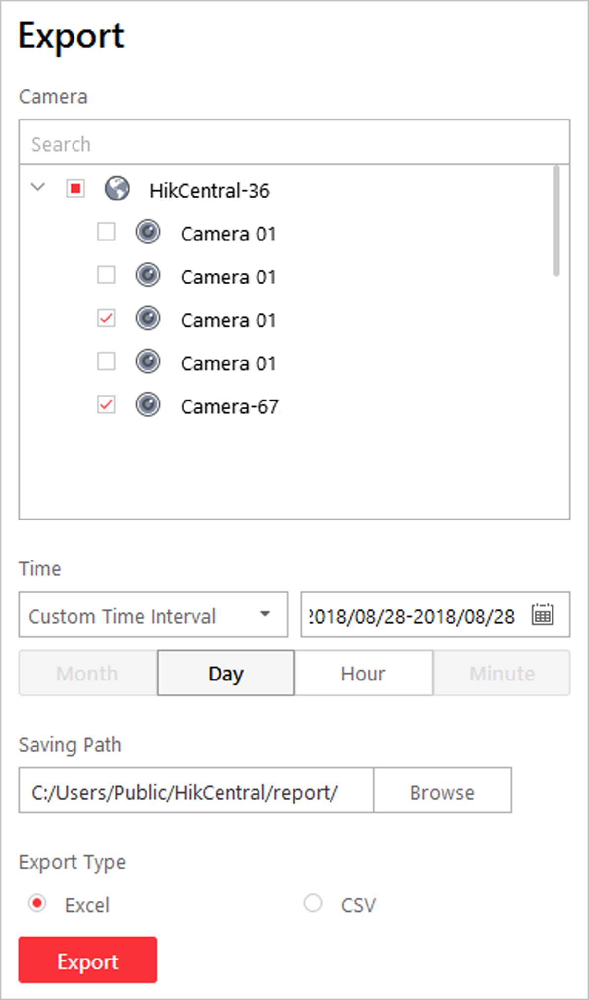 Export
Camera
Search
HikCentral-36
Camera 01
Camera 01
Camera 01
Camera 01
Camera-67
Time
Custom Time Interval 2018/08/28-2018/08/28
Month Day Hour Minute
Saving Path
C:/Users/Public/HikCentral/report/ Browse
Export Type
Excel CSV
Export